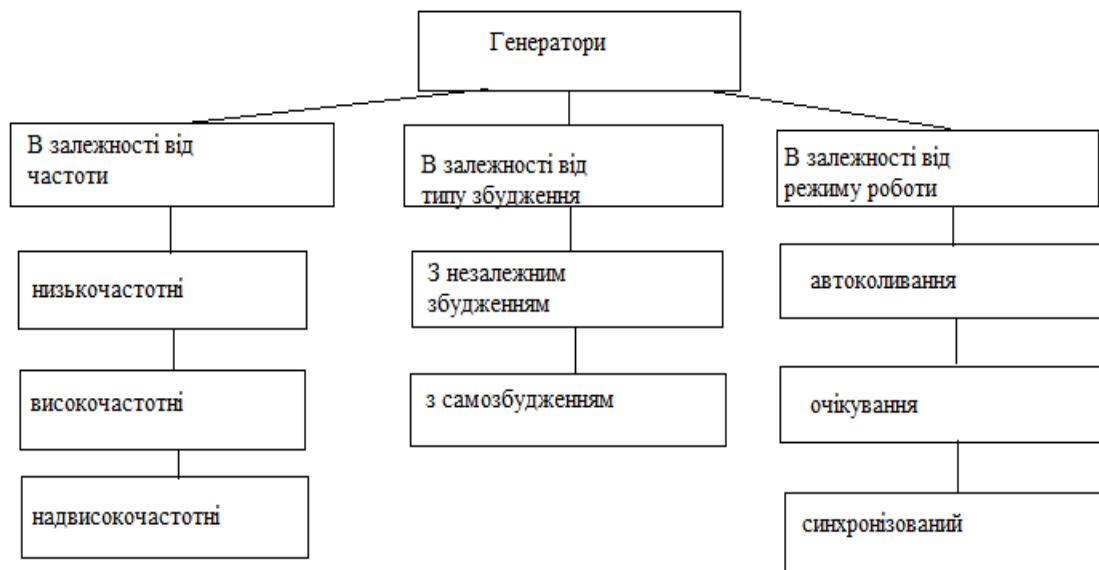 Генератори
В залежності від
частоти
низькочастотні
високочастотні
надвисокочастотні
В залежності від
типу збудження
З незалежним
збудженням
з самозбудженням
В залежності від
режиму роботи
автоколивання
очікування
синхронізований